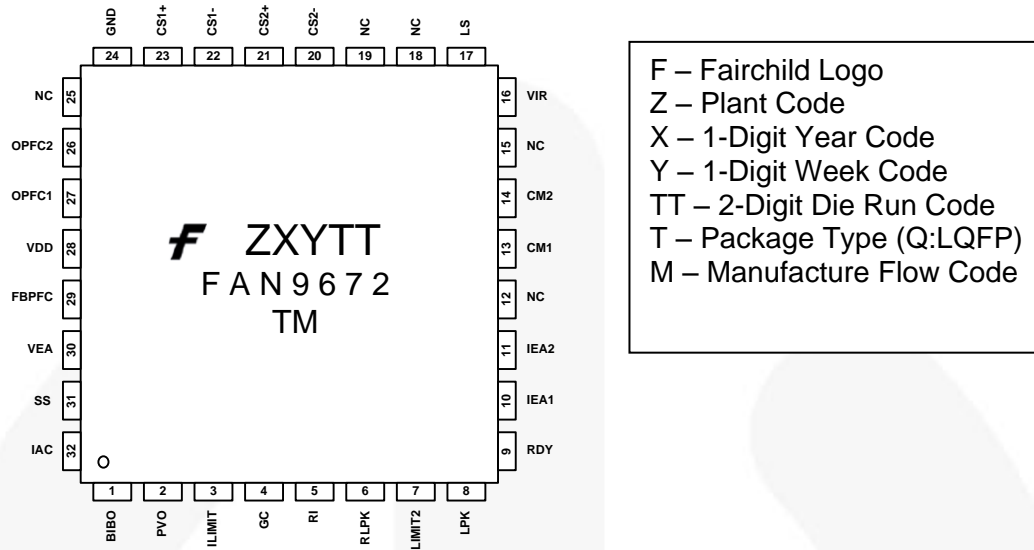 GND CS1+ CS1- CS2+ CS2- NC NC LS
24 23 22 21 20 19 18 17
NC 25
OPFC2 26
OPFC1 27
VDD 28
FBPFC 29
VEA 30
SS 31
IAC 32
ZXYTT
FAN9672
TM
16 VIR
15 NC
14 CM2
13 CM1
12 NC
11 IEA2
10 IEA1
9 RDY
1 2 3 4 5 6 7 8
BIBO PVO ILIMIT GC RI RLPK LIMIT2 LPK
F – Fairchild Logo
Z – Plant Code
X – 1-Digit Year Code
Y – 1-Digit Week Code
TT – 2-Digit Die Run Code
T – Package Type (Q:LQFP)
M – Manufacture Flow Code